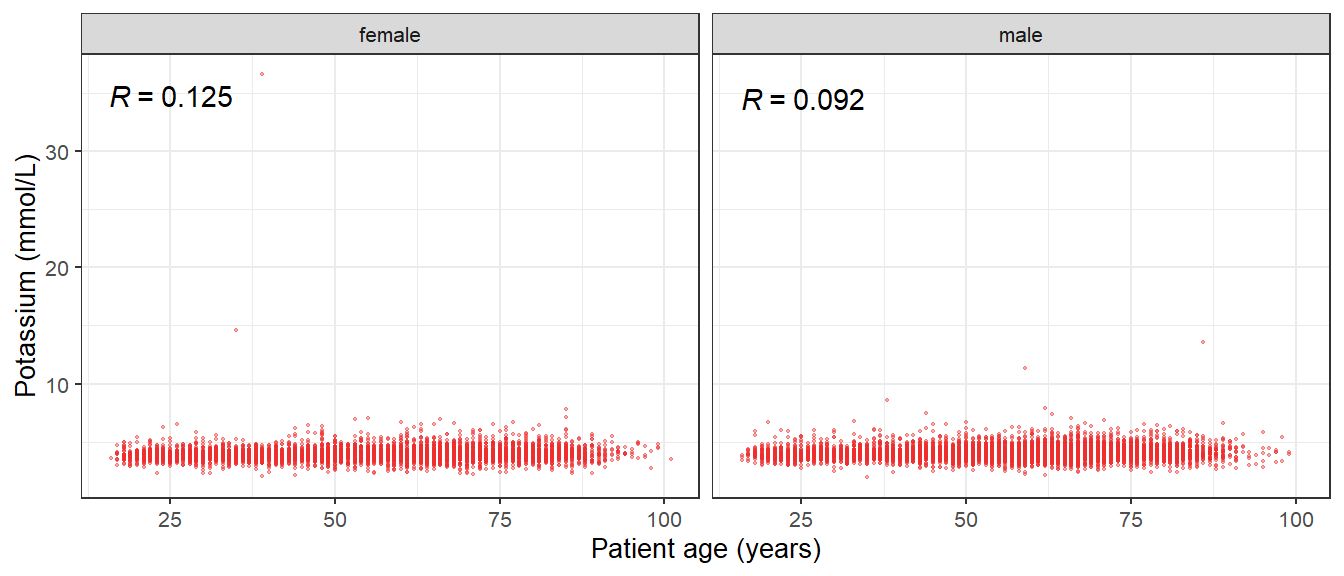 female
male
R = 0.125
R = 0.092
Potassium (mmol/L)
30
20
10
25
50
75
100
25
50
75
100
Patient age (years)